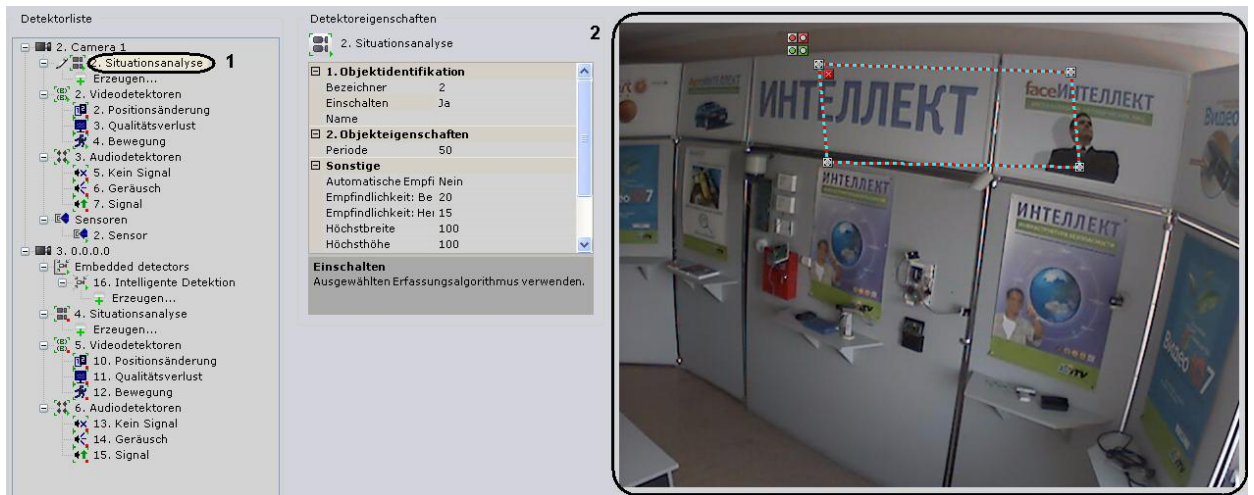 Detektorliste
2. Camera 1
2. Situationsanalyse
1
Erzeugen...
2. Videodetektoren
2. Positionsänderung
3. Qualitätsverlust
4. Bewegung
3. Audiodetektoren
5. Kein Signal
6. Geräusch
7. Signal
Sensoren
2. Sensor
3. 0.0.0.0
Embedded detectors
16. Intelligente Detektion
Erzeugen...
4. Situationsanalyse
Erzeugen...
5. Videodetektoren
10. Positionsänderung
11. Qualitätsverlust
12. Bewegung
6. Audiodetektoren
13. Kein Signal
14. Geräusch
15. Signal
Detektoreigenschaften
2. Situationsanalyse
1. Objektidentifikation
Bezeichner 2
Einschalten Ja
Name
2. Objekteigenschaften
Periode 50
Sonstige
Automatische Empfi Nein
Empfindlichkeit: Be 20
Empfindlichkeit: Hei 15
Höchstbreite 100
Höchsthöhe 100
Einschalten
Ausgewählten Erfassungsalgorithmus verwenden.
2
ИНТЕЛЛЕКТ
faceИНТЕЛЛЕКТ
ИНТЕЛЛЕКТ
ИНТЕЛЛЕКТ
ИНФРАСТРУКТУРА БЕЗОПАСНОСТИ
Видео
7